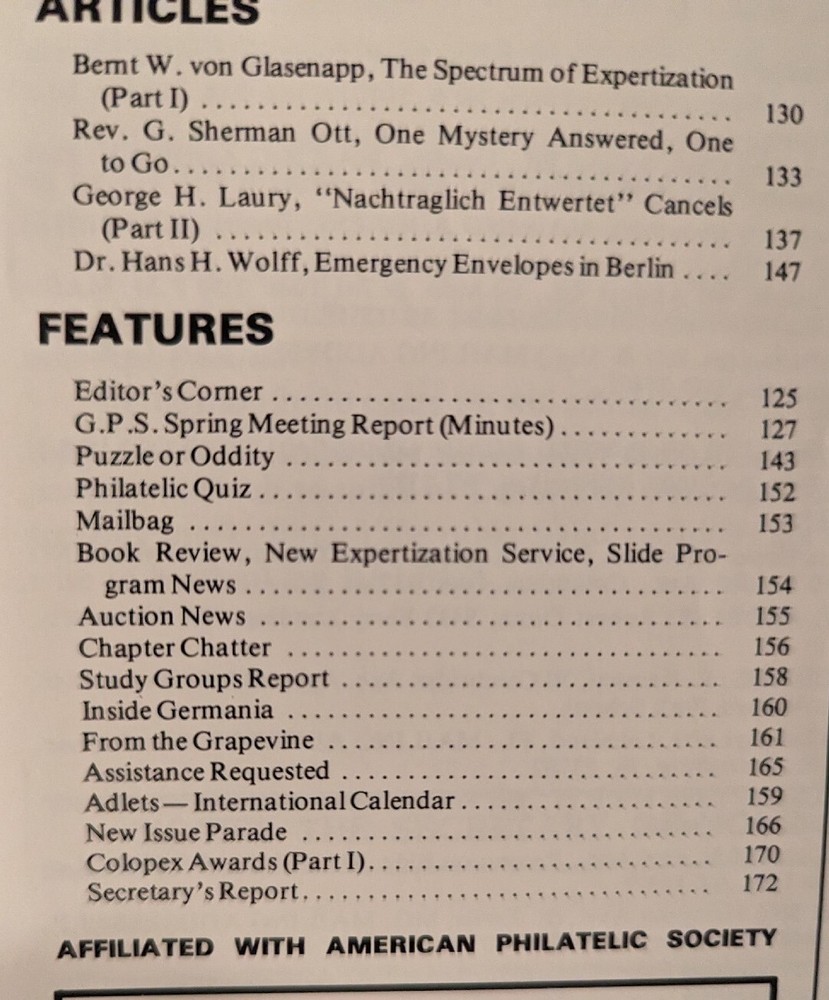 ARTICLES
Bernt W. von Glasenapp, The Spectrum of Expertization
(Part I) ........................................ 130
Rev. G. Sherman Ott, One Mystery Answered, One
to Go........................................ 133
George H. Laury, “Nachtraglich Entwertet” Cancels
(Part II) ..................................... 137
Dr. Hans H. Wolff, Emergency Envelopes in Berlin .... 147
FEATURES
Editor's Corner .................................. 125
G.P.S. Spring Meeting Report (Minutes) ............. 127
Puzzle or Oddity ................................ 143
Philatelic Quiz .................................. 152
Mailbag ....................................... 153
Book Review, New Expertization Service, Slide Pro-
gram News .................................. 154
Auction News .................................. 155
Chapter Chatter ................................ 156
Study Groups Report ............................ 158
Inside Germania ................................ 160
From the Grapevine ............................. 161
Assistance Requested ............................ 165
Adlets — International Calendar ................... 159
New Issue Parade ............................... 166
Colopex Awards (Part I) .......................... 170
Secretary's Report ............................... 172
AFFILIATED WITH AMERICAN PHILATELIC SOCIETY